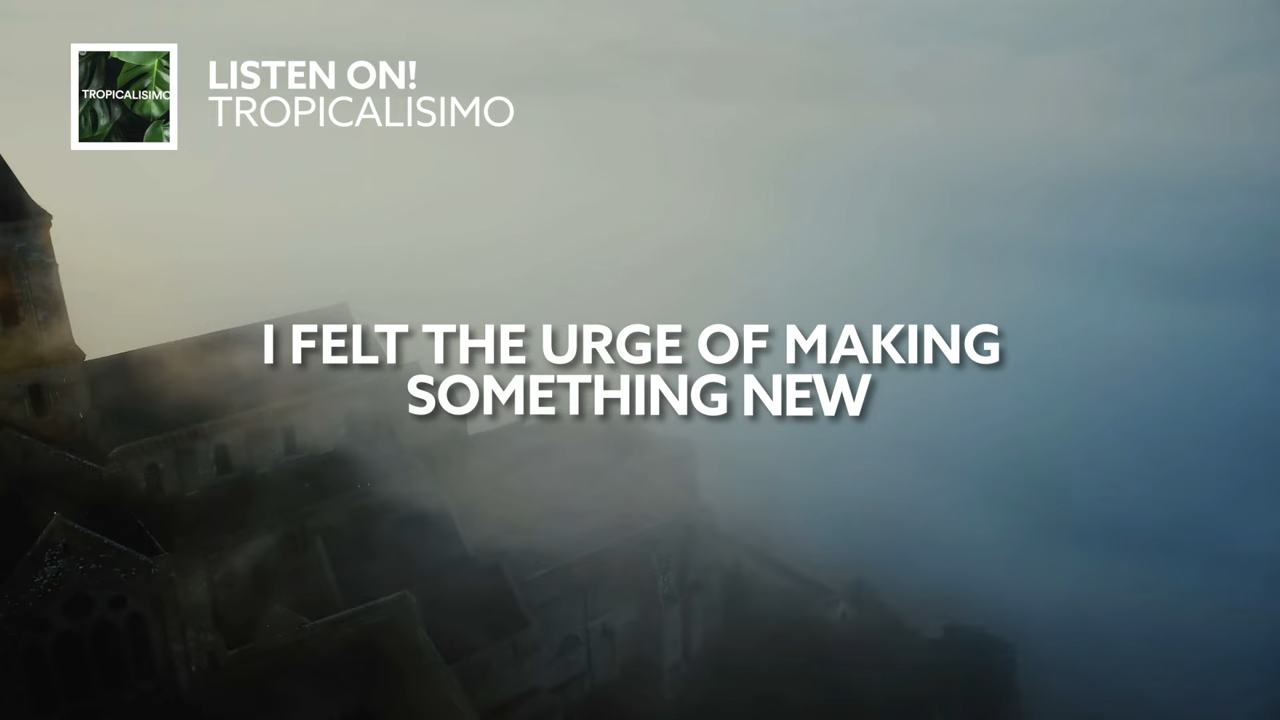 TROPICALISIMO
LISTEN ON!
TROPICALISIMO
I FELT THE URGE OF MAKING
SOMETHING NEW